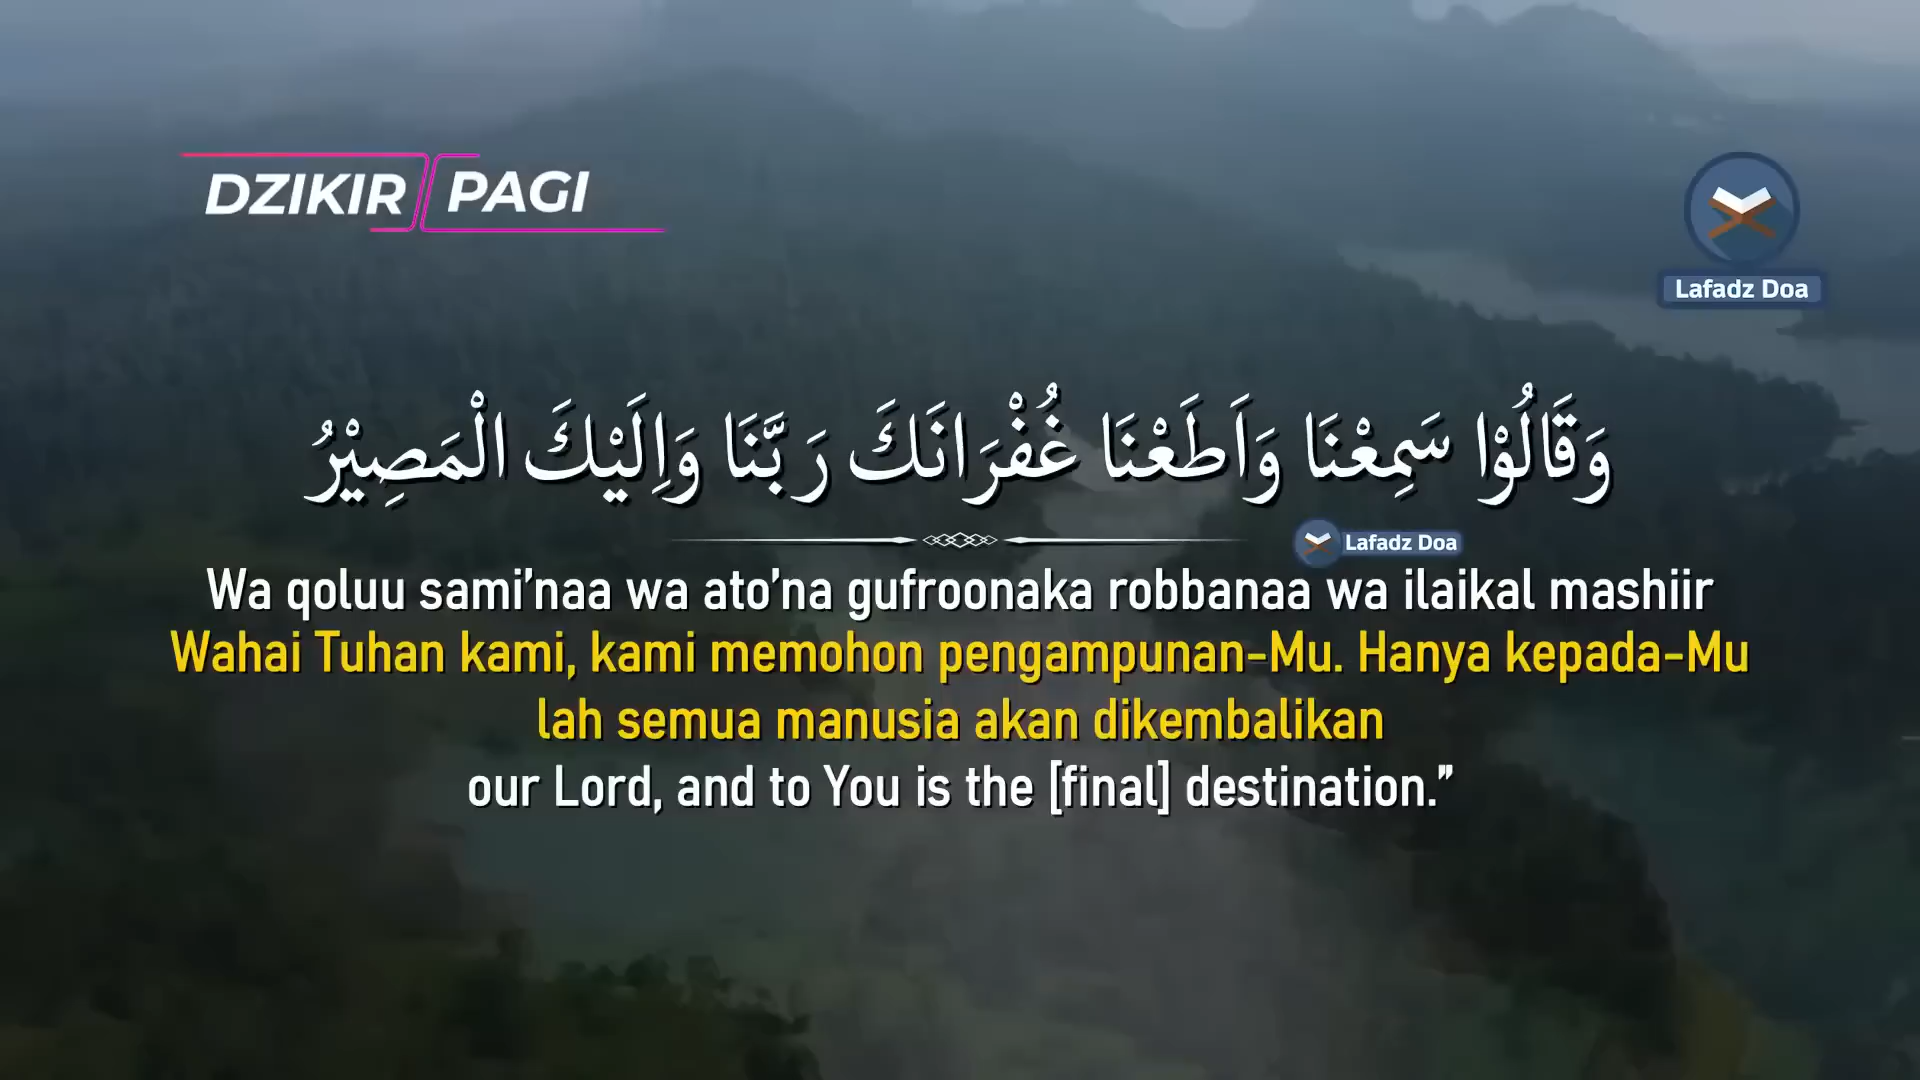 DZIKIR PAGI
Lafadz Doa
وَقَالُوْا سَمِعْنَا وَاَطَعْنَا غُفْرَانَكَ رَبَّنَا وَاِلَيْكَ الْمَصِيْرُ
Lafadz Doa
Wa qoluu sami’naa wa ato’na gufroonaka robbanaa wa ilaikal mashiir
Wahai Tuhan kami, kami memohon pengampunan-Mu. Hanya kepada-Mu
lah semua manusia akan dikembalikan
our Lord, and to You is the [final] destination.”